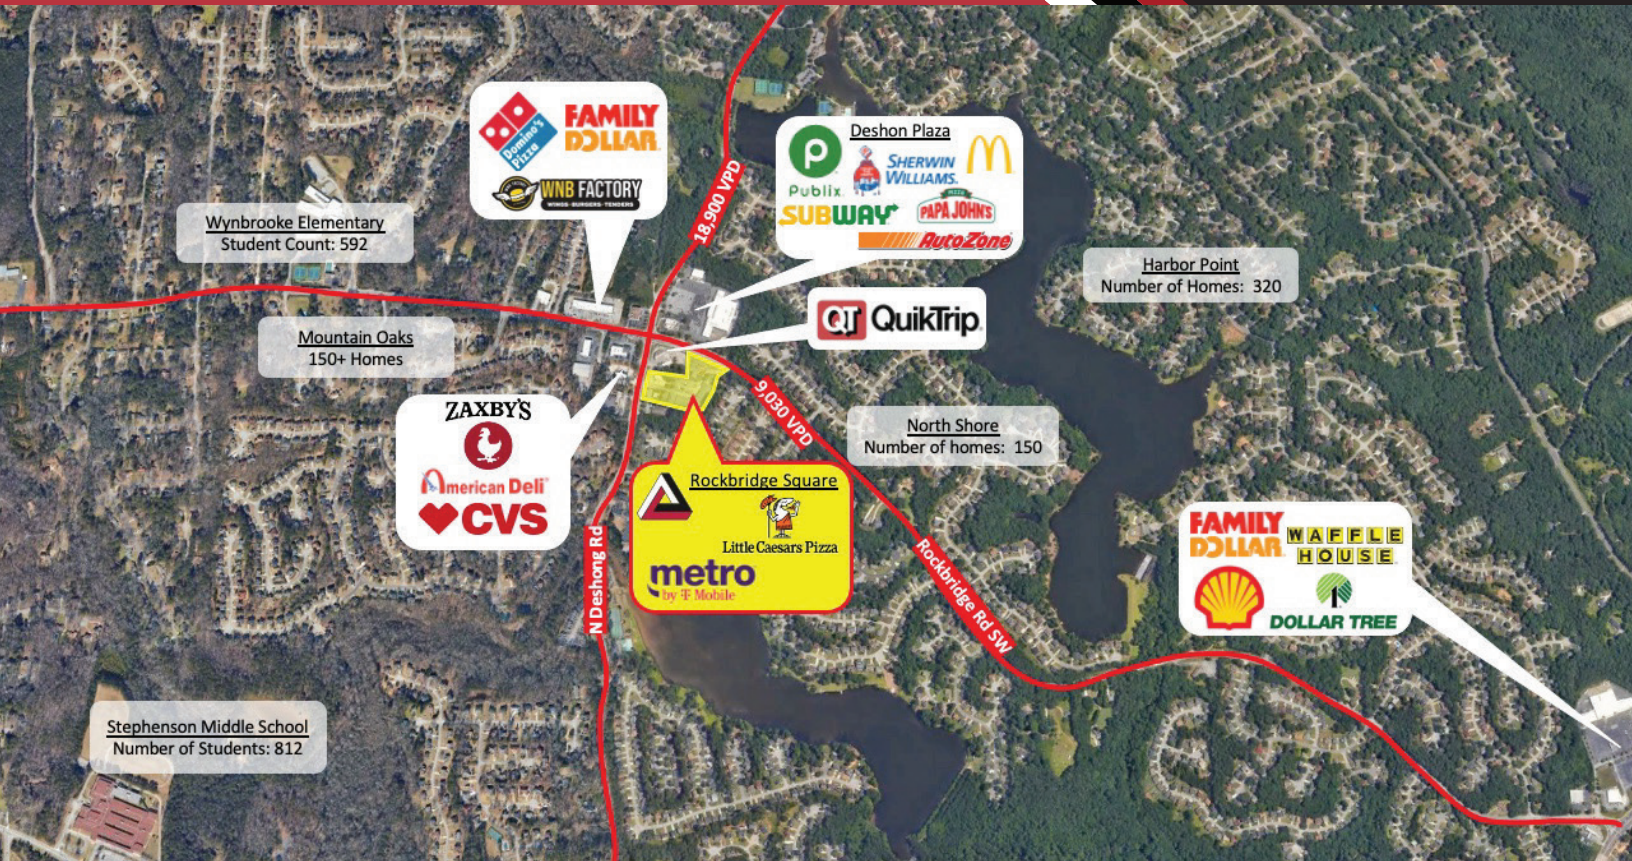 Domino's
Pizza
FAMILY
DOLLAR
WNB FACTORY
WINGS-BURGERS-TENDERS
18,900 VPD
Deshon Plaza
Publix
SHERWIN
WILLIAMS.
SUBWAY
PIZZA
PAPA JOHN'S
AutoZone
Wynbrooke Elementary
Student Count: 592
Harbor Point
Number of Homes: 320
QT QuikTrip
Mountain Oaks
150+ Homes
9,030 VPD
ZAXBY'S
American Deli
CVS
North Shore
Number of homes: 150
Rockbridge Square
Little Caesars Pizza
metro
by T Mobile
N Deshong Rd
Rockbridge Rd SW
FAMILY
DOLLAR
WAFFLE
HOUSE
DOLLAR TREE
Stephenson Middle School
Number of Students: 812